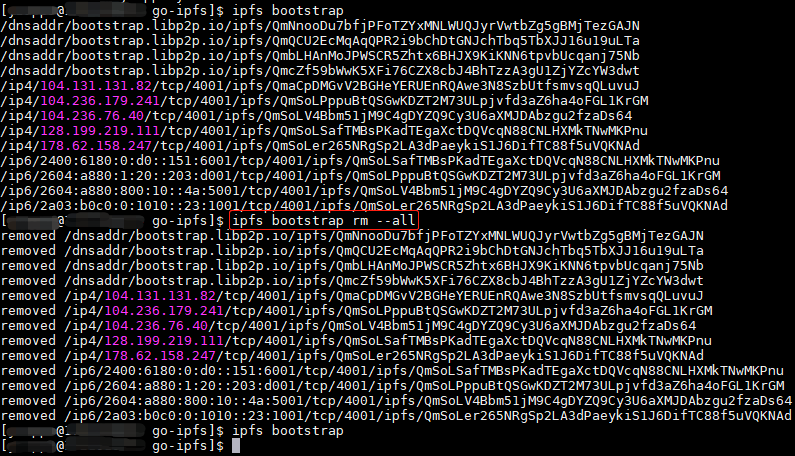 go-ipfs]$ ipfs bootstrap
/dnsaddr/bootstrap.libp2p.io/ipfs/QmNnooDu7bfjPFoTZYxMNLWUQJyrVwtbZg5gBMjTezGAJN
/dnsaddr/bootstrap.libp2p.io/ipfs/QmQCU2EcMqAqQPR2i9bChDtGNJchTbq5TbXJJ16u19uLTa
/dnsaddr/bootstrap.libp2p.io/ipfs/QmbLHAnMoJPWSCR5Zhtx6BHJX9KiKNN6tpvbUcqanj75Nb
/dnsaddr/bootstrap.libp2p.io/ipfs/QmcZf59bWwK5XFi76CZX8cbJ4BhTzzA3gU1ZjYZcYW3dwt
/ip4/104.131.131.82/tcp/4001/ipfs/QmaCpDMGvV2BGHeYERUEnRQAwe3N8SzbUtfsmvsqQLuvuJ
/ip4/104.236.179.241/tcp/4001/ipfs/QmSoLPppuBtQSGwKDZT2M73ULpjvfd3aZ6ha4oFGL1KrGM
/ip4/104.236.76.40/tcp/4001/ipfs/QmSoLV4Bbm51jM9C4gDYZQ9Cy3U6aXMJDAbzgu2fzaDs64
/ip4/128.199.219.111/tcp/4001/ipfs/QmSoLSafTMBsPKadTEgaXctDQVcqN88CNLHXMkTNwMKPnu
/ip4/178.62.158.247/tcp/4001/ipfs/QmSoLer265NRgSp2LA3dPaeykiS1J6DifTC88f5uVQKNAd
/ip6/2400:6180:0:d0::151:6001/tcp/4001/ipfs/QmSoLSafTMBsPKadTEgaXctDQVcqN88CNLHXMkTNwMKPnu
/ip6/2604:a880:1:20::203:d001/tcp/4001/ipfs/QmSoLPppuBtQSGwKDZT2M73ULpjvfd3aZ6ha4oFGL1KrGM
/ip6/2604:a880:800:10::4a:5001/tcp/4001/ipfs/QmSoLV4Bbm51jM9C4gDYZQ9Cy3U6aXMJDAbzgu2fzaDs64
/ip6/2a03:b0c0:0:1010::23:1001/tcp/4001/ipfs/QmSoLer265NRgSp2LA3dPaeykiS1J6DifTC88f5uVQKNAd
go-ipfs]$ ipfs bootstrap rm --all
removed /dnsaddr/bootstrap.libp2p.io/ipfs/QmNnooDu7bfjPFoTZYxMNLWUQJyrVwtbZg5gBMjTezGAJN
removed /dnsaddr/bootstrap.libp2p.io/ipfs/QmQCU2EcMqAqQPR2i9bChDtGNJchTbq5TbXJJ16u19uLTa
removed /dnsaddr/bootstrap.libp2p.io/ipfs/QmbLHAnMoJPWSCR5Zhtx6BHJX9KiKNN6tpvbUcqanj75Nb
removed /dnsaddr/bootstrap.libp2p.io/ipfs/QmcZf59bWwK5XFi76CZX8cbJ4BhTzzA3gU1ZjYZcYW3dwt
removed /ip4/104.131.131.82/tcp/4001/ipfs/QmaCpDMGvV2BGHeYERUEnRQAwe3N8SzbUtfsmvsqQLuvuJ
removed /ip4/104.236.179.241/tcp/4001/ipfs/QmSoLPppuBtQSGwKDZT2M73ULpjvfd3aZ6ha4oFGL1KrGM
removed /ip4/104.236.76.40/tcp/4001/ipfs/QmSoLV4Bbm51jM9C4gDYZQ9Cy3U6aXMJDAbzgu2fzaDs64
removed /ip4/128.199.219.111/tcp/4001/ipfs/QmSoLSafTMBsPKadTEgaXctDQVcqN88CNLHXMkTNwMKPnu
removed /ip4/178.62.158.247/tcp/4001/ipfs/QmSoLer265NRgSp2LA3dPaeykiS1J6DifTC88f5uVQKNAd
removed /ip6/2400:6180:0:d0::151:6001/tcp/4001/ipfs/QmSoLSafTMBsPKadTEgaXctDQVcqN88CNLHXMkTNwMKPnu
removed /ip6/2604:a880:1:20::203:d001/tcp/4001/ipfs/QmSoLPppuBtQSGwKDZT2M73ULpjvfd3aZ6ha4oFGL1KrGM
removed /ip6/2604:a880:800:10::4a:5001/tcp/4001/ipfs/QmSoLV4Bbm51jM9C4gDYZQ9Cy3U6aXMJDAbzgu2fzaDs64
removed /ip6/2a03:b0c0:0:1010::23:1001/tcp/4001/ipfs/QmSoLer265NRgSp2LA3dPaeykiS1J6DifTC88f5uVQKNAd
go-ipfs]$ ipfs bootstrap
go-ipfs]$